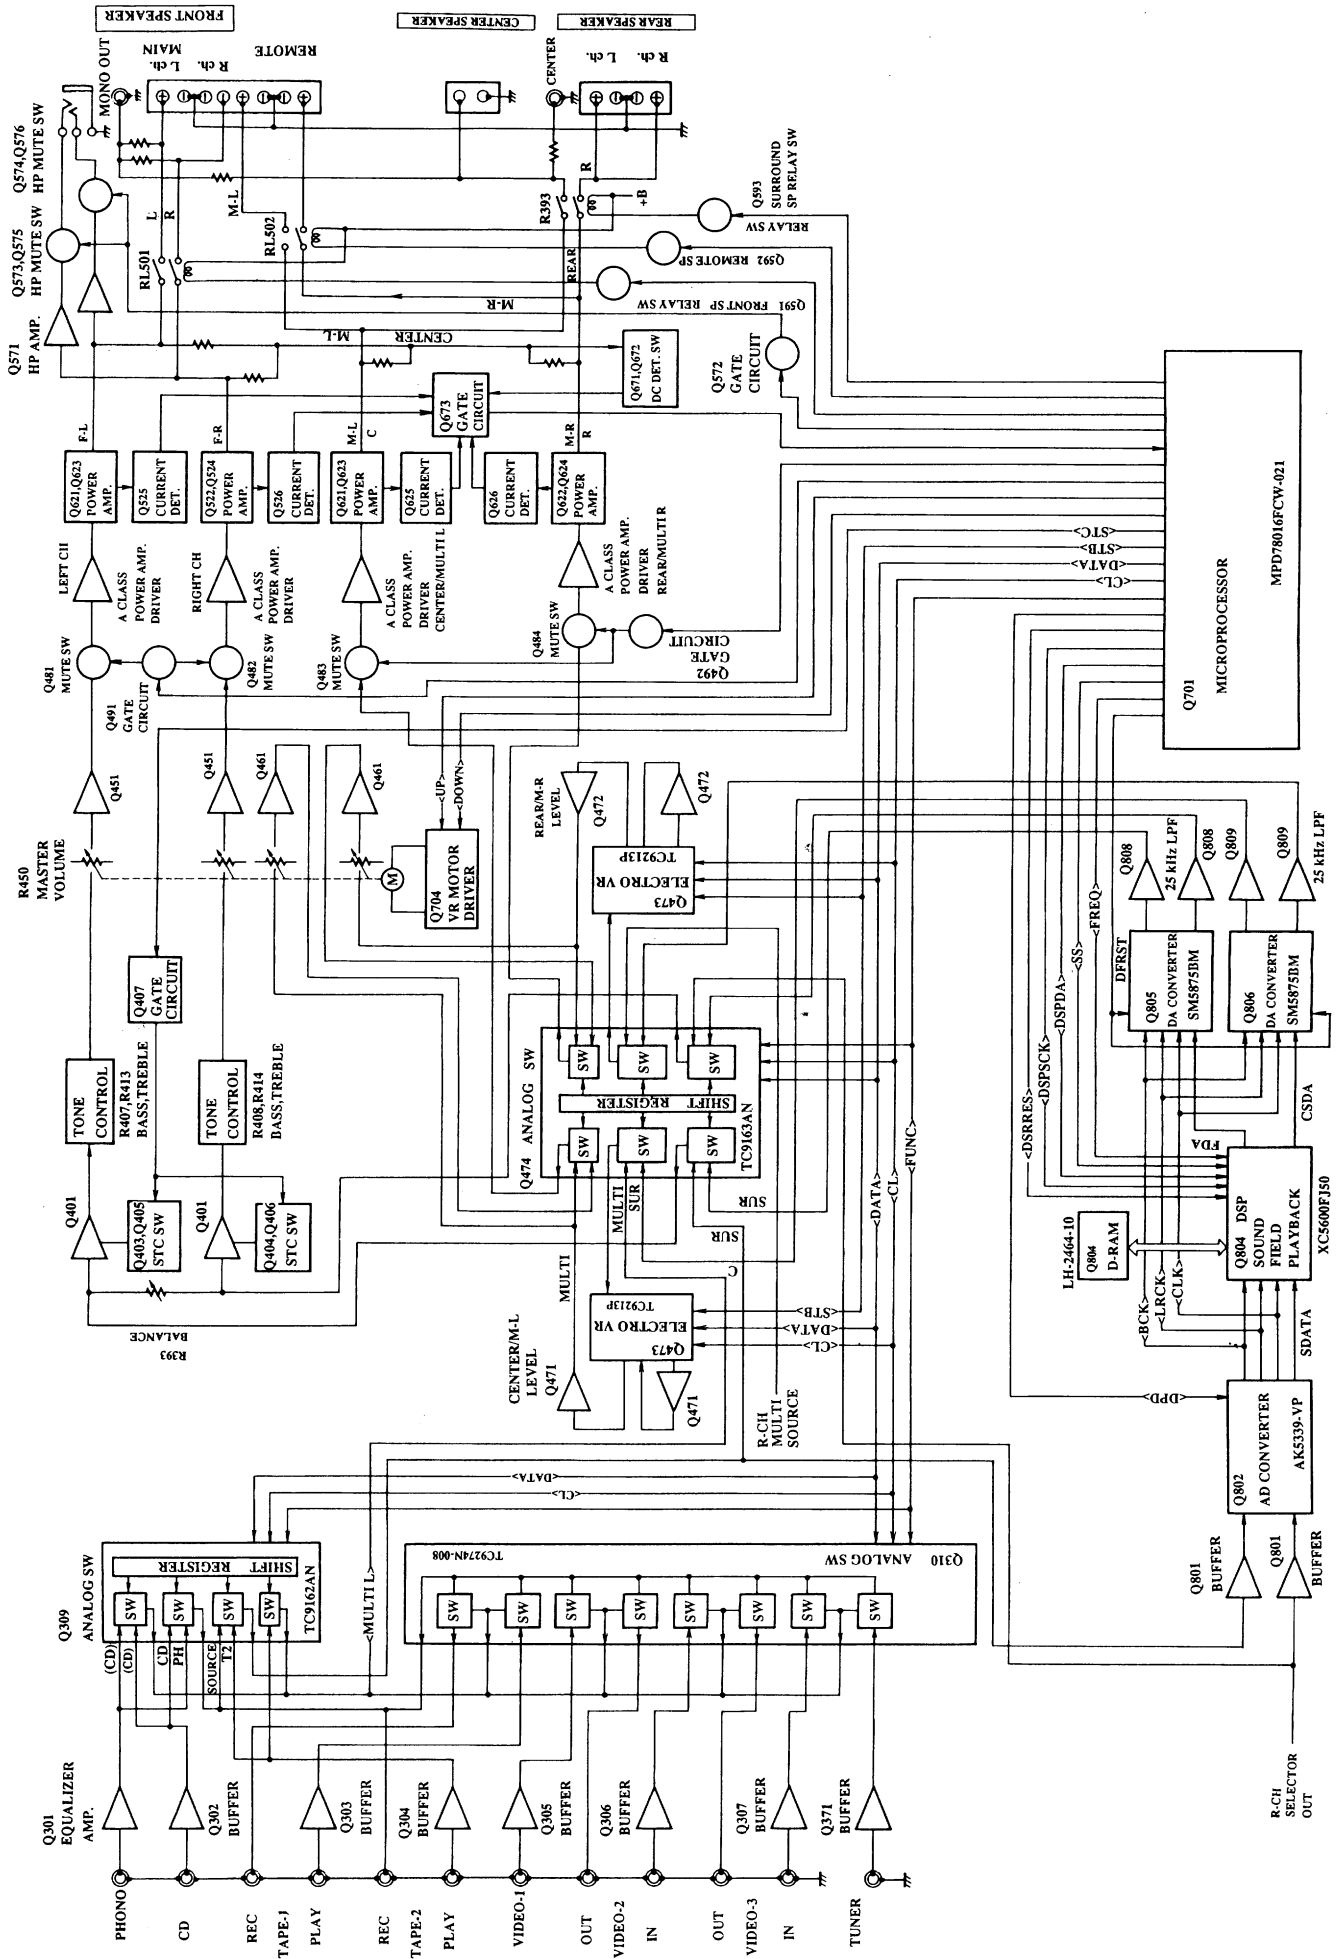 FRONT SPEAKER
CENTER SPEAKER
REAR SPEAKER
MONO OUT
MAIN
L ch.
R ch.
REMOTE
CENTER
L ch.
R ch.
Q574,Q576
HP MUTE SW
Q573,Q575
HP MUTE SW
Q571
HP AMP.
RL501
L
R
M-L
RL502
R393
R
+B
REAR
Q593
SURROUND
SP RELAY SW
RELAY SW
Q592 REMOTE SP
Q591 FRONT SP RELAY SW
M-R
M-L
CENTER
Q572
GATE
CIRCUIT
Q671,Q672
DC DET. SW
Q673
GATE
CIRCUIT
F-L
F-R
M-L
C
M-R
R
Q621,Q623
POWER
AMP.
Q525
CURRENT
DET.
Q522,Q524
POWER
AMP.
Q526
CURRENT
DET.
Q621,Q623
POWER
AMP.
Q625
CURRENT
DET.
Q626
CURRENT
DET.
Q622,Q624
POWER
AMP.
LEFT CH
A CLASS
POWER AMP.
DRIVER
RIGHT CH
A CLASS
POWER AMP.
DRIVER
A CLASS
POWER AMP.
DRIVER
CENTER/MULTI L
A CLASS
POWER AMP.
DRIVER
REAR/MULTI R
Q481
MUTE SW
Q491
GATE
CIRCUIT
Q482
MUTE SW
Q483
MUTE SW
Q484
MUTE SW
Q492
GATE
CIRCUIT
<STC>
<STB>
<DATA>
<CL>
Q701
MICROPROCESSOR
MPD78016FCW-021
R450
MASTER
VOLUME
Q451
Q451
Q461
Q461
<UP>
<DOWN>
M
Q704
VR MOTOR
DRIVER
REAR/M-R
LEVEL
Q472
Q472
TC9213P
ELECTRO VR
Q473
Q407
GATE
CIRCUIT
TONE
CONTROL
R407,R413
BASS,TREBLE
TONE
CONTROL
R408,R414
BASS,TREBLE
Q401
Q403,Q405
STC SW
Q401
Q404,Q406
STC SW
R393
BALANCE
Q474 ANALOG SW
SW
SW
SW
SHIFT REGISTER
SW
SW
SW
TC9163AN
MULTI
MULTI
SUR
SUR
SUR
C
<DATA>
<CL>
<FUNC>
CENTER/M-L
LEVEL
Q471
Q471
TC9213P
ELECTRO VR
Q473
<STB>
<DATA>
<CL>
R-CH
MULTI
SOURCE
<DSRRES>
<DSPSCK>
<DSPDA>
<SS>
<FREQ>
DFRST
Q805
DA CONVERTER
SM5875BM
Q806
DA CONVERTER
SM5875BM
Q808
25 kHz LPF
Q808
Q809
Q809
25 kHz LPF
FDA
CSDA
LH-2464-10
Q804
D-RAM
Q804 DSP
SOUND
FIELD
PLAYBACK
XC5600FJ50
<BCK>
<LRCK>
<CLK>
SDATA
<DPD>
Q802
AD CONVERTER
AK5339-VP
Q801
BUFFER
Q801
BUFFER
R-CH
SELECTOR
OUT
Q309
ANALOG SW
SHIFT REGISTER
SW
SW
SW
SW
TC9162AN
(CD)
(CD)
CD
PH
SOURCE
T2
<DATA>
<CL>
<MULTI L>
TC9274N-008
ANALOG SW
Q310
SW
SW
SW
SW
SW
SW
SW
SW
Q301
EQUALIZER
AMP.
Q302
BUFFER
Q303
BUFFER
Q304
BUFFER
Q305
BUFFER
Q306
BUFFER
Q307
BUFFER
Q371
BUFFER
PHONO
CD
REC
TAPE-1
PLAY
REC
TAPE-2
PLAY
VIDEO-1
OUT
VIDEO-2
IN
OUT
VIDEO-3
IN
TUNER